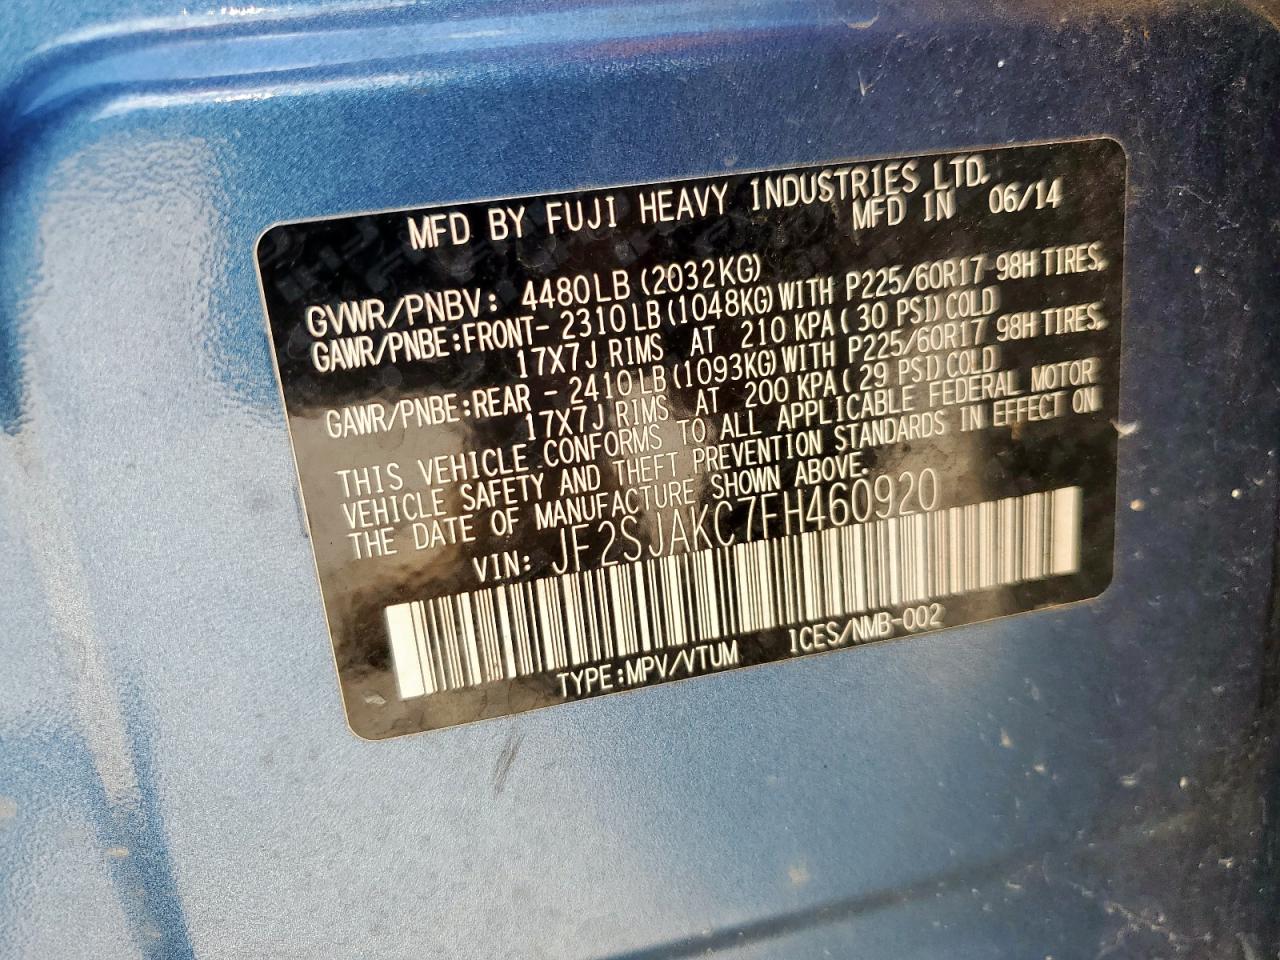 MFD BY FUJI HEAVY INDUSTRIES LTD.
MFD IN 06/14
GVWR/PNBV: 4480LB (2032KG)
GAWR/PNBE:FRONT- 2310LB(1048KG)WITH P225/60R17 98H TIRES,
17X7J RIMS AT 210 KPA(30 PSI)COLD
GAWR/PNBE:REAR - 2410LB(1093KG)WITH P225/60R17 98H TIRES,
17X7J RIMS AT 200 KPA(29 PSI)COLD
THIS VEHICLE CONFORMS TO ALL APPLICABLE FEDERAL MOTOR
VEHICLE SAFETY AND THEFT PREVENTION STANDARDS IN EFFECT ON
THE DATE OF MANUFACTURE SHOWN ABOVE.
VIN: JF2SJAKC7FH460920
TYPE:MPV/VTUM ICES/NMB-002